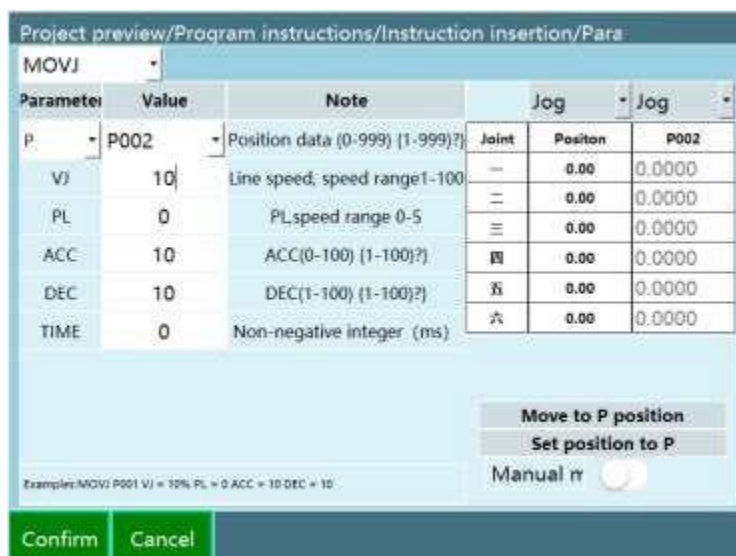 Project preview/Program instructions/Instruction insertion/Para
MOVJ
Parameter Value Note Jog Jog
P P002 Position data (0-999) (1-999)?) Joint Positon P002
VJ 10 Line speed, speed range1-100 一 0.00 0.0000
PL 0 PL,speed range 0-5 二 0.00 0.0000
三 0.00 0.0000
ACC 10 ACC(0-100) (1-100)?) 四 0.00 0.0000
DEC 10 DEC(1-100) (1-100)?) 五 0.00 0.0000
TIME 0 Non-negative integer (ms) 六 0.00 0.0000
Move to P position
Set position to P
Manual m
Examples:MOVJ P001 VJ = 10% PL = 0 ACC = 10 DEC = 10
Confirm Cancel